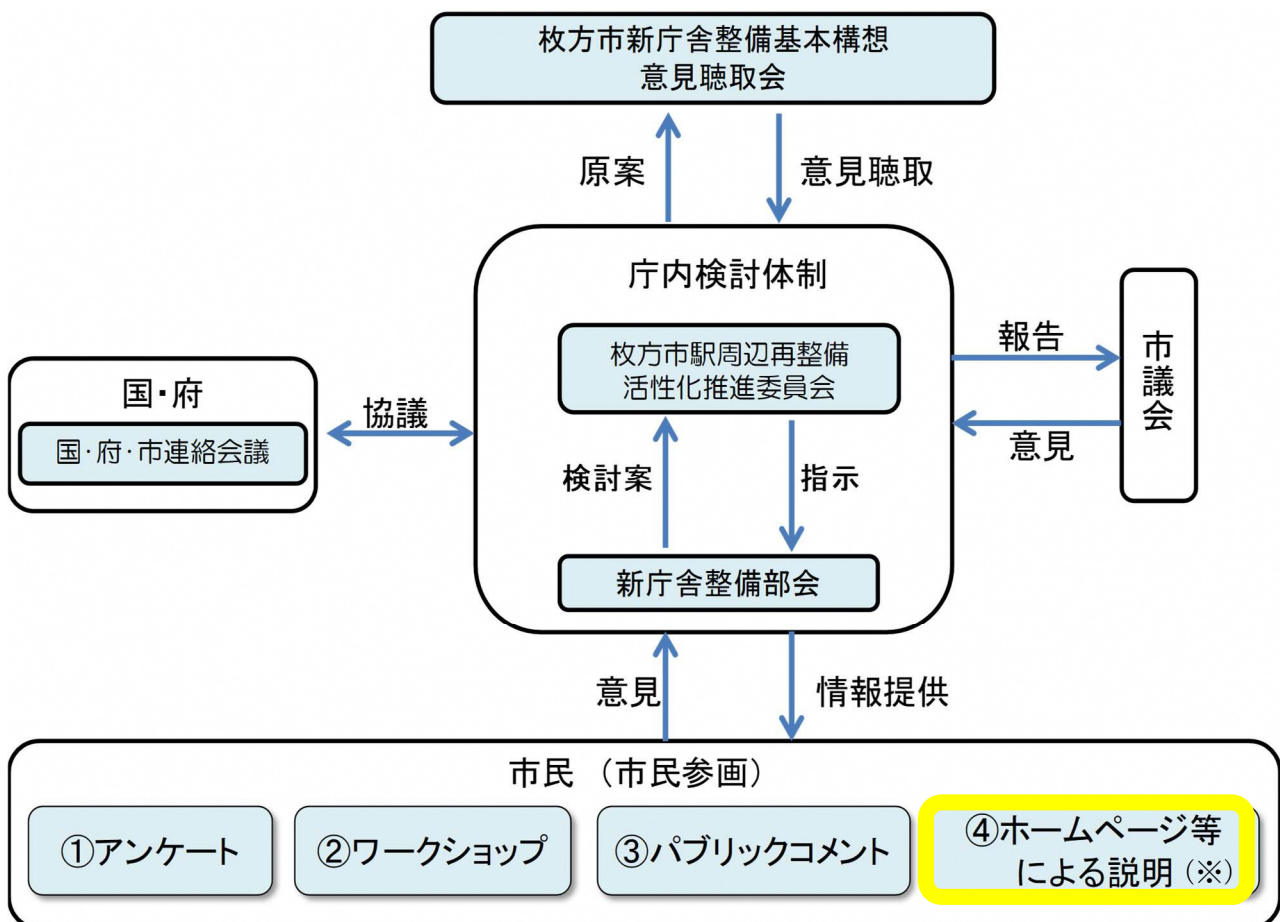 枚方市新庁舎整備基本構想
意見聴取会
原案
意見聴取
庁内検討体制
枚方市駅周辺再整備
活性化推進委員会
検討案
指示
新庁舎整備部会
国・府
国・府・市連絡会議
協議
報告
意見
市議会
意見
情報提供
市民 （市民参画）
①アンケート
②ワークショップ
③パブリックコメント
④ホームページ等
による説明（※）